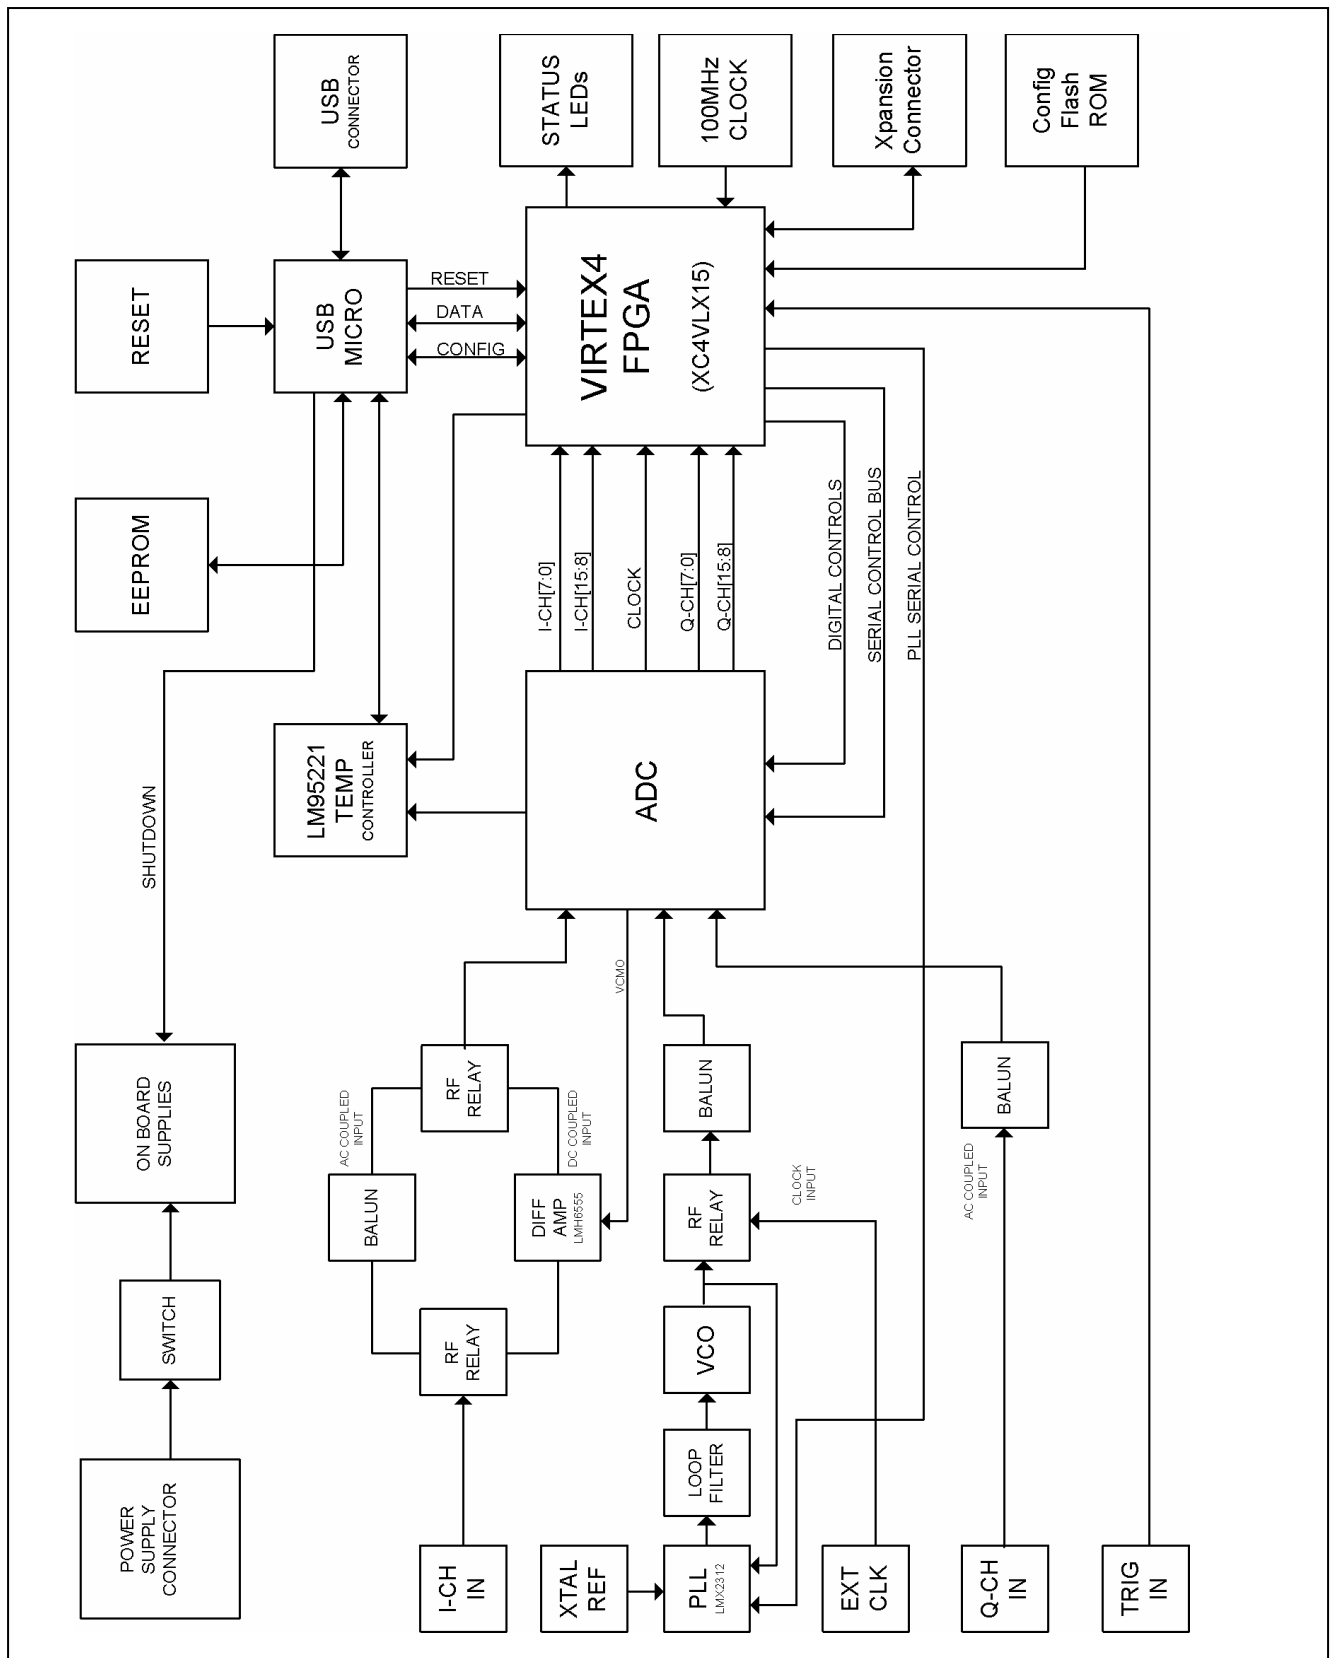 USB
CONNECTOR
STATUS
LEDs
100MHz
CLOCK
Xpansion
Connector
Config
Flash
ROM
RESET
USB
MICRO
RESET
DATA
CONFIG
VIRTEX4
FPGA
(XC4VLX15)
EEPROM
I-CH[7:0]
I-CH[15:8]
CLOCK
Q-CH[7:0]
Q-CH[15:8]
DIGITAL CONTROLS
SERIAL CONTROL BUS
PLL SERIAL CONTROL
SHUTDOWN
LM95221
TEMP
CONTROLLER
ADC
VCMO
ON BOARD
SUPPLIES
AC COUPLED
INPUT
RF
RELAY
DC COUPLED
INPUT
BALUN
BALUN
BALUN
DIFF
AMP
LMH6555
RF
RELAY
CLOCK
INPUT
AC COUPLED
INPUT
SWITCH
RF
RELAY
VCO
LOOP
FILTER
POWER
SUPPLY
CONNECTOR
I-CH
IN
XTAL
REF
PLL
LMX2312
EXT
CLK
Q-CH
IN
TRIG
IN